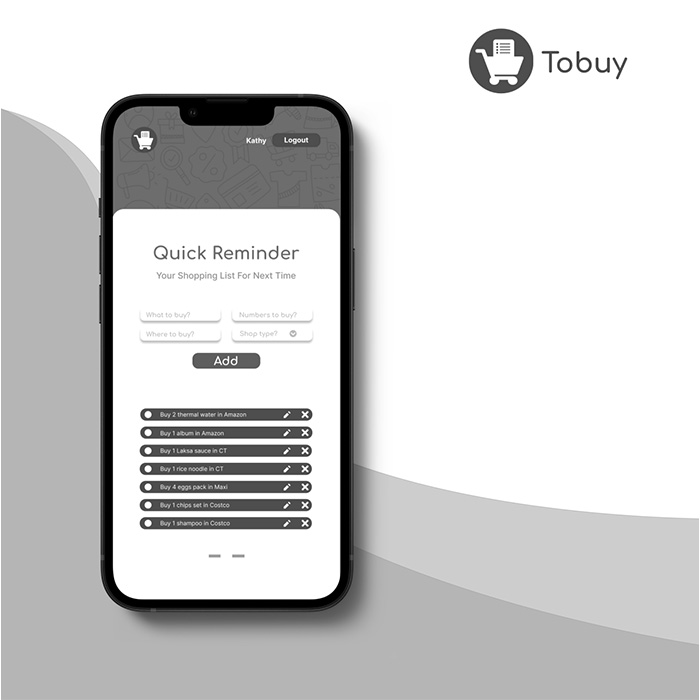 Tobuy
Kathy
Logout
Quick Reminder
Your Shopping List For Next Time
What to buy?
Numbers to buy?
Where to buy?
Shop type?
Add
Buy 2 thermal water in Amazon
Buy 1 album in Amazon
Buy 1 Laksa sauce in CT
Buy 1 rice noodle in CT
Buy 4 eggs pack in Maxi
Buy 1 chips set in Costco
Buy 1 shampoo in Costco